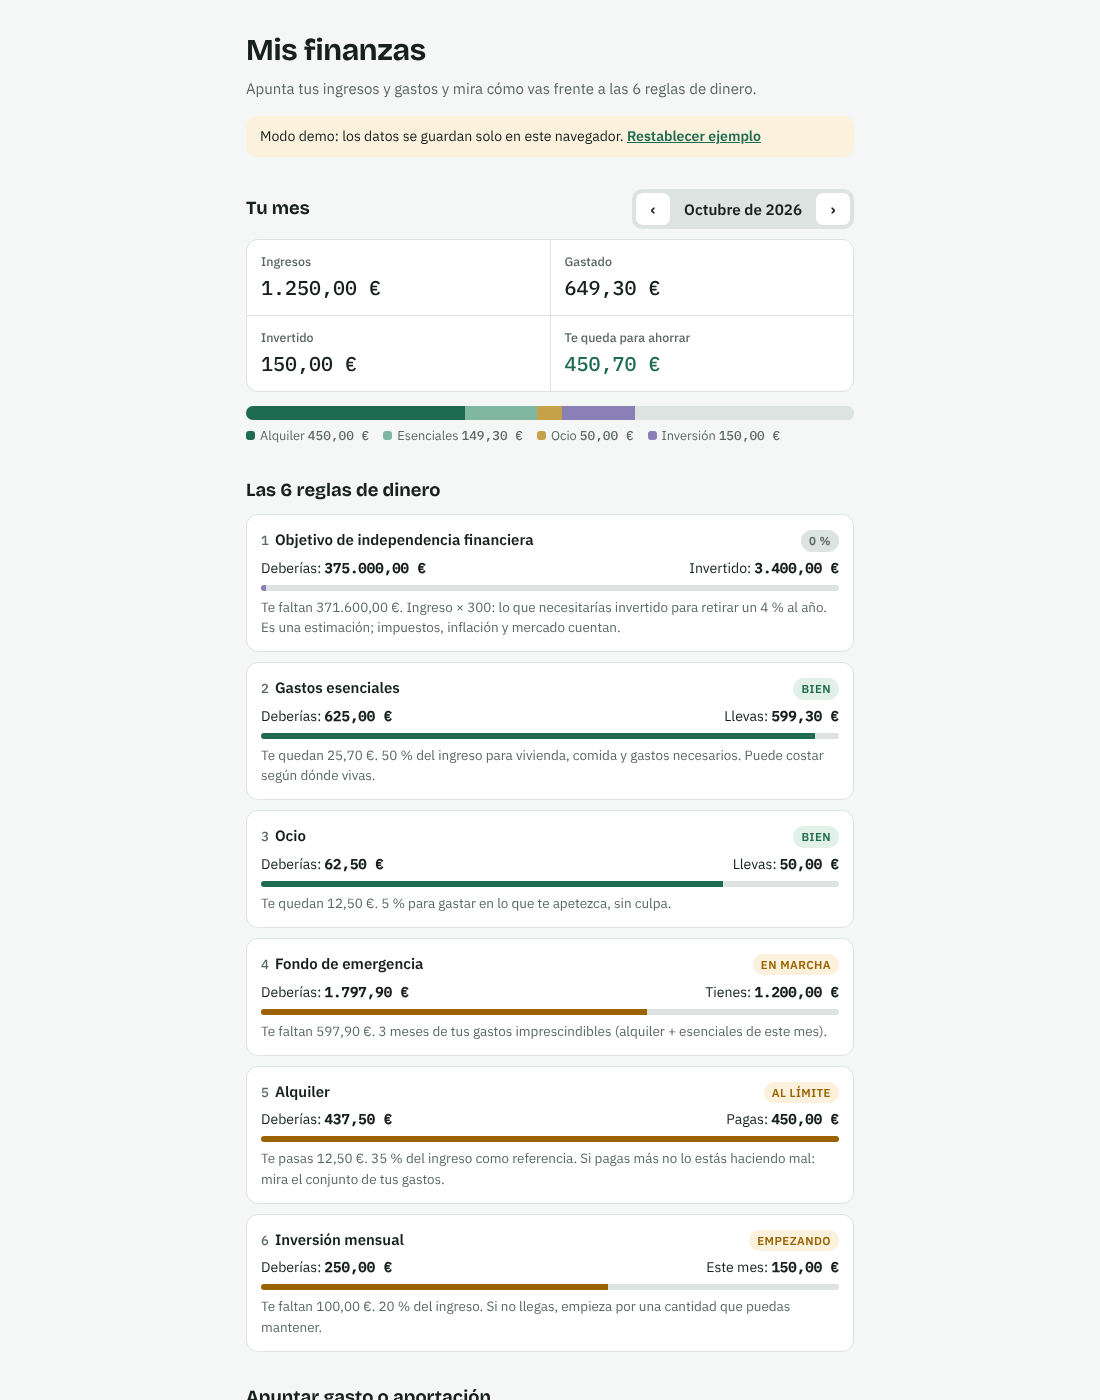 Mis finanzas
Apunta tus ingresos y gastos y mira cómo vas frente a las 6 reglas de dinero.
Modo demo: los datos se guardan solo en este navegador. Restablecer ejemplo
Tu mes
‹ Octubre de 2026 ›
Ingresos
1.250,00 €
Gastado
649,30 €
Invertido
150,00 €
Te queda para ahorrar
450,70 €
Alquiler 450,00 € Esenciales 149,30 € Ocio 50,00 € Inversión 150,00 €
Las 6 reglas de dinero
1 Objetivo de independencia financiera 0 %
Deberías: 375.000,00 € Invertido: 3.400,00 €
Te faltan 371.600,00 €. Ingreso × 300: lo que necesitarías invertido para retirar un 4 % al año.
Es una estimación; impuestos, inflación y mercado cuentan.
2 Gastos esenciales BIEN
Deberías: 625,00 € Llevas: 599,30 €
Te quedan 25,70 €. 50 % del ingreso para vivienda, comida y gastos necesarios. Puede costar
según dónde vivas.
3 Ocio BIEN
Deberías: 62,50 € Llevas: 50,00 €
Te quedan 12,50 €. 5 % para gastar en lo que te apetezca, sin culpa.
4 Fondo de emergencia EN MARCHA
Deberías: 1.797,90 € Tienes: 1.200,00 €
Te faltan 597,90 €. 3 meses de tus gastos imprescindibles (alquiler + esenciales de este mes).
5 Alquiler AL LÍMITE
Deberías: 437,50 € Pagas: 450,00 €
Te pasas 12,50 €. 35 % del ingreso como referencia. Si pagas más no lo estás haciendo mal:
mira el conjunto de tus gastos.
6 Inversión mensual EMPEZANDO
Deberías: 250,00 € Este mes: 150,00 €
Te faltan 100,00 €. 20 % del ingreso. Si no llegas, empieza por una cantidad que puedas
mantener.
Apuntar gasto o aportación